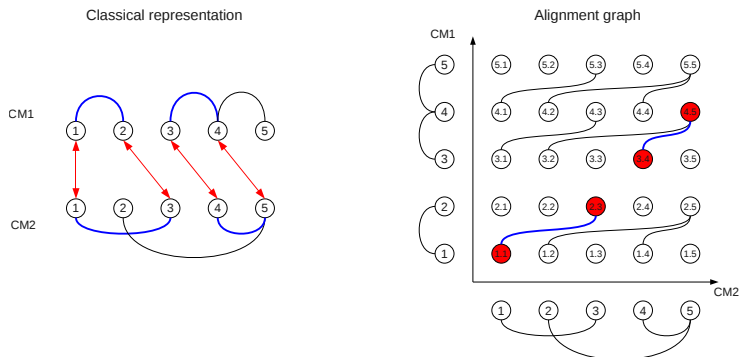 Classical representation
Alignment graph
CM1
CM1
1 2 3 4 5
CM2
1 2 3 4 5
5 5.1 5.2 5.3 5.4 5.5
4 4.1 4.2 4.3 4.4 4.5
3 3.1 3.2 3.3 3.4 3.5
2 2.1 2.2 2.3 2.4 2.5
1 1.1 1.2 1.3 1.4 1.5
CM2
1 2 3 4 5